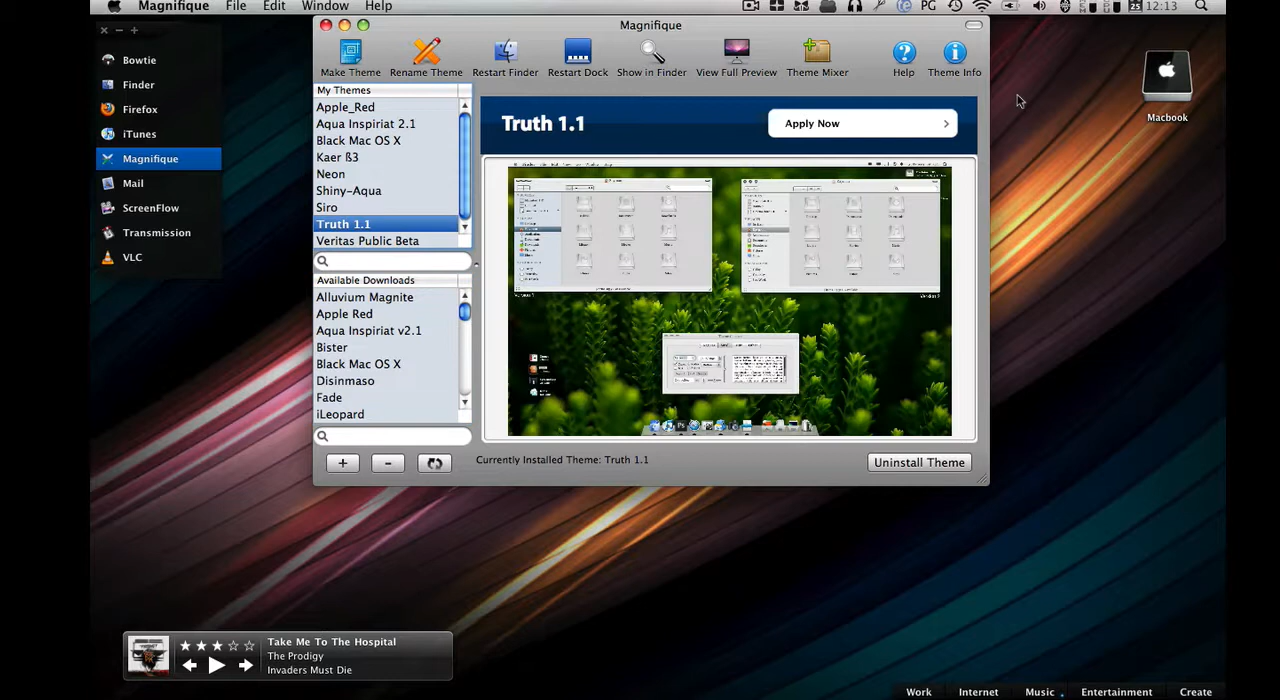 Magnifique File Edit Window Help
PG
12:13
Bowtie
Finder
Firefox
iTunes
Magnifique
Mail
ScreenFlow
Transmission
VLC
Magnifique
Make Theme Rename Theme Restart Finder Restart Dock Show in Finder View Full Preview Theme Mixer Help Theme Info
My Themes
Apple_Red
Aqua Inspiriat 2.1
Black Mac OS X
Kaer ß3
Neon
Shiny-Aqua
Siro
Truth 1.1
Veritas Public Beta
Available Downloads
Alluvium Magnite
Apple Red
Aqua Inspiriat v2.1
Bister
Black Mac OS X
Disinmaso
Fade
iLeopard
Truth 1.1
Apply Now
Currently Installed Theme: Truth 1.1
Uninstall Theme
Macbook
Take Me To The Hospital
The Prodigy
Invaders Must Die
Work Internet Music Entertainment Create